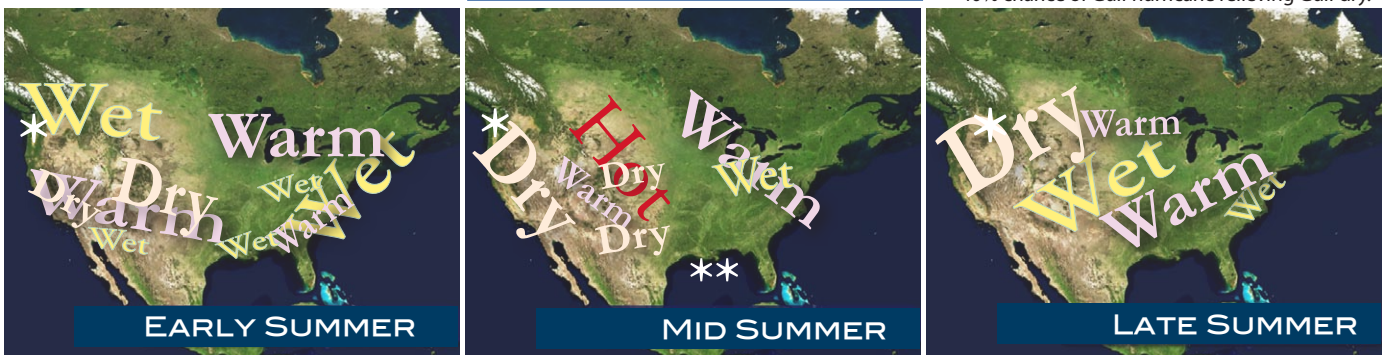 Wet
*
Warm
Wet
Dry
Dry
Warm
Wet
Wet
Wet
Warm
EARLY SUMMER
*
Dry
Hot
Warm
Dry
Dry
Warm
Wet
**
MID SUMMER
Dry
*
Warm
Wet
Warm
Wet
LATE SUMMER